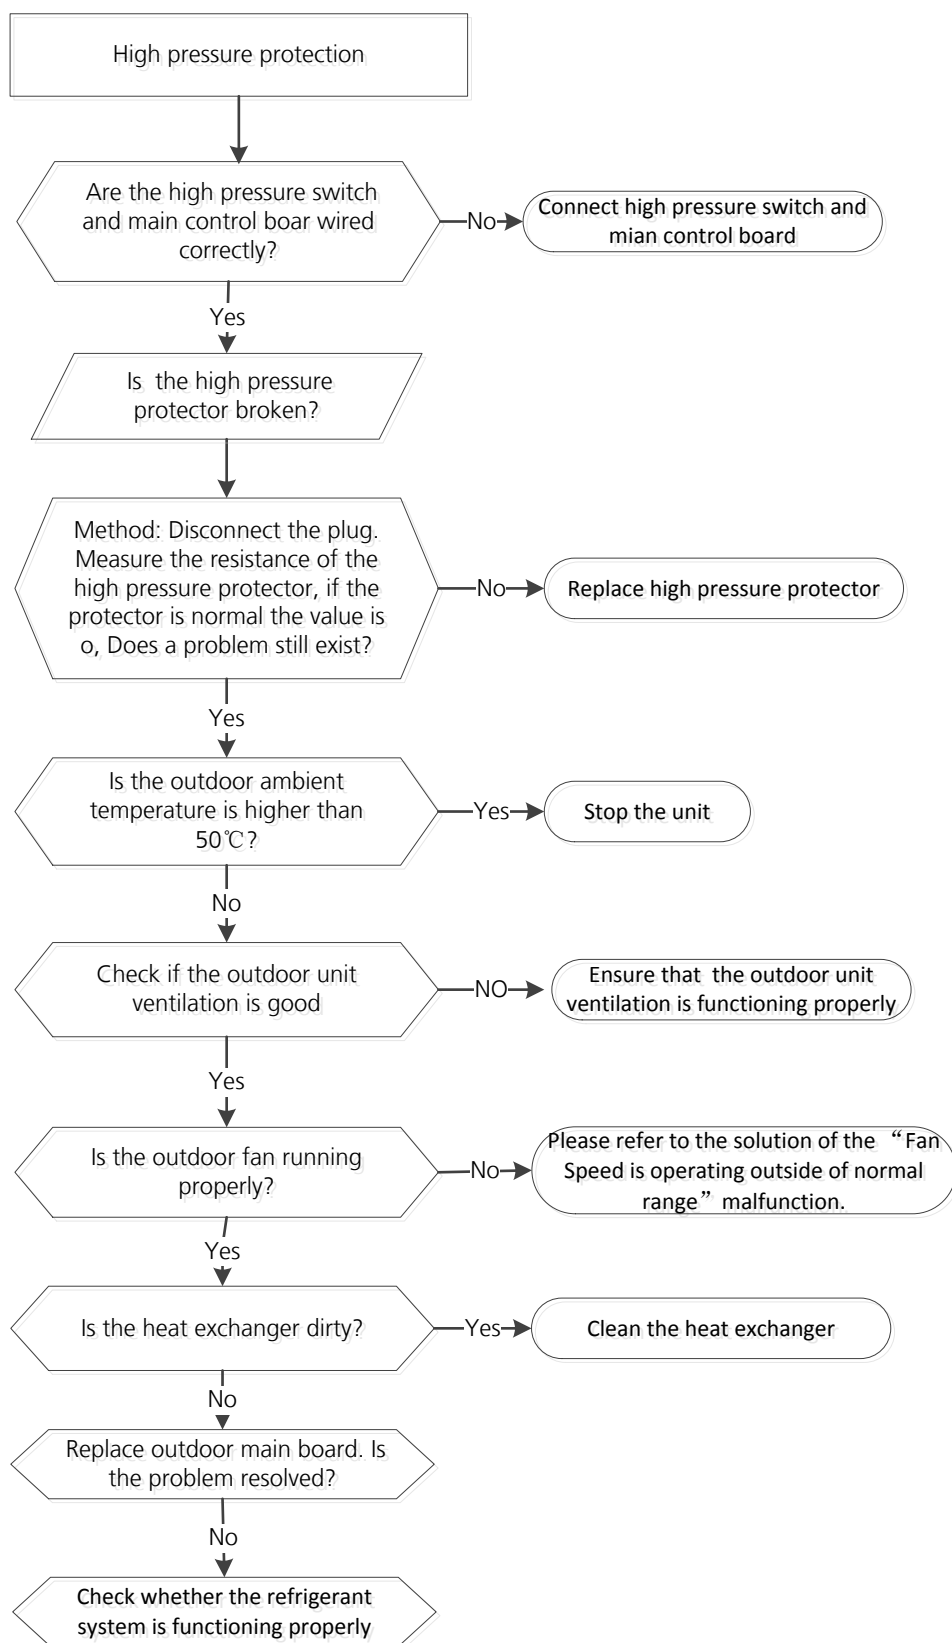 High pressure protection
Are the high pressure switch
and main control boar wired
correctly?
No
Connect high pressure switch and
mian control board
Yes
Is the high pressure
protector broken?
Method: Disconnect the plug.
Measure the resistance of the
high pressure protector, if the
protector is normal the value is
o, Does a problem still exist?
No
Replace high pressure protector
Yes
Is the outdoor ambient
temperature is higher than
50℃?
Yes
Stop the unit
No
Check if the outdoor unit
ventilation is good
NO
Ensure that the outdoor unit
ventilation is functioning properly
Yes
Is the outdoor fan running
properly?
No
Please refer to the solution of the “Fan
Speed is operating outside of normal
range” malfunction.
Yes
Is the heat exchanger dirty?
Yes
Clean the heat exchanger
No
Replace outdoor main board. Is
the problem resolved?
No
Check whether the refrigerant
system is functioning properly